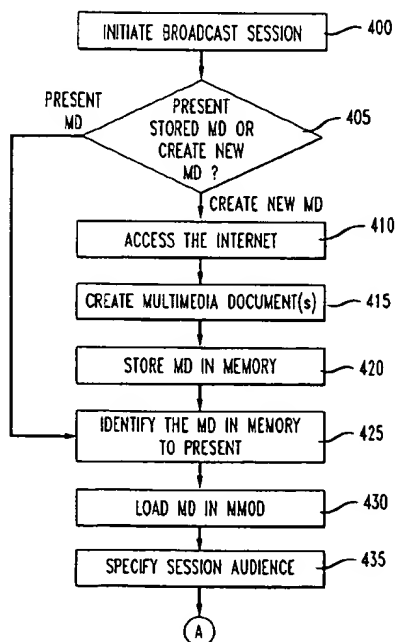 INITIATE BROADCAST SESSION
400
PRESENT
MD
PRESENT
STORED MD OR
CREATE NEW
MD ?
405
CREATE NEW MD
ACCESS THE INTERNET
410
CREATE MULTIMEDIA DOCUMENT(s)
415
STORE MD IN MEMORY
420
IDENTIFY THE MD IN MEMORY
TO PRESENT
425
LOAD MD IN MMOD
430
SPECIFY SESSION AUDIENCE
435
A